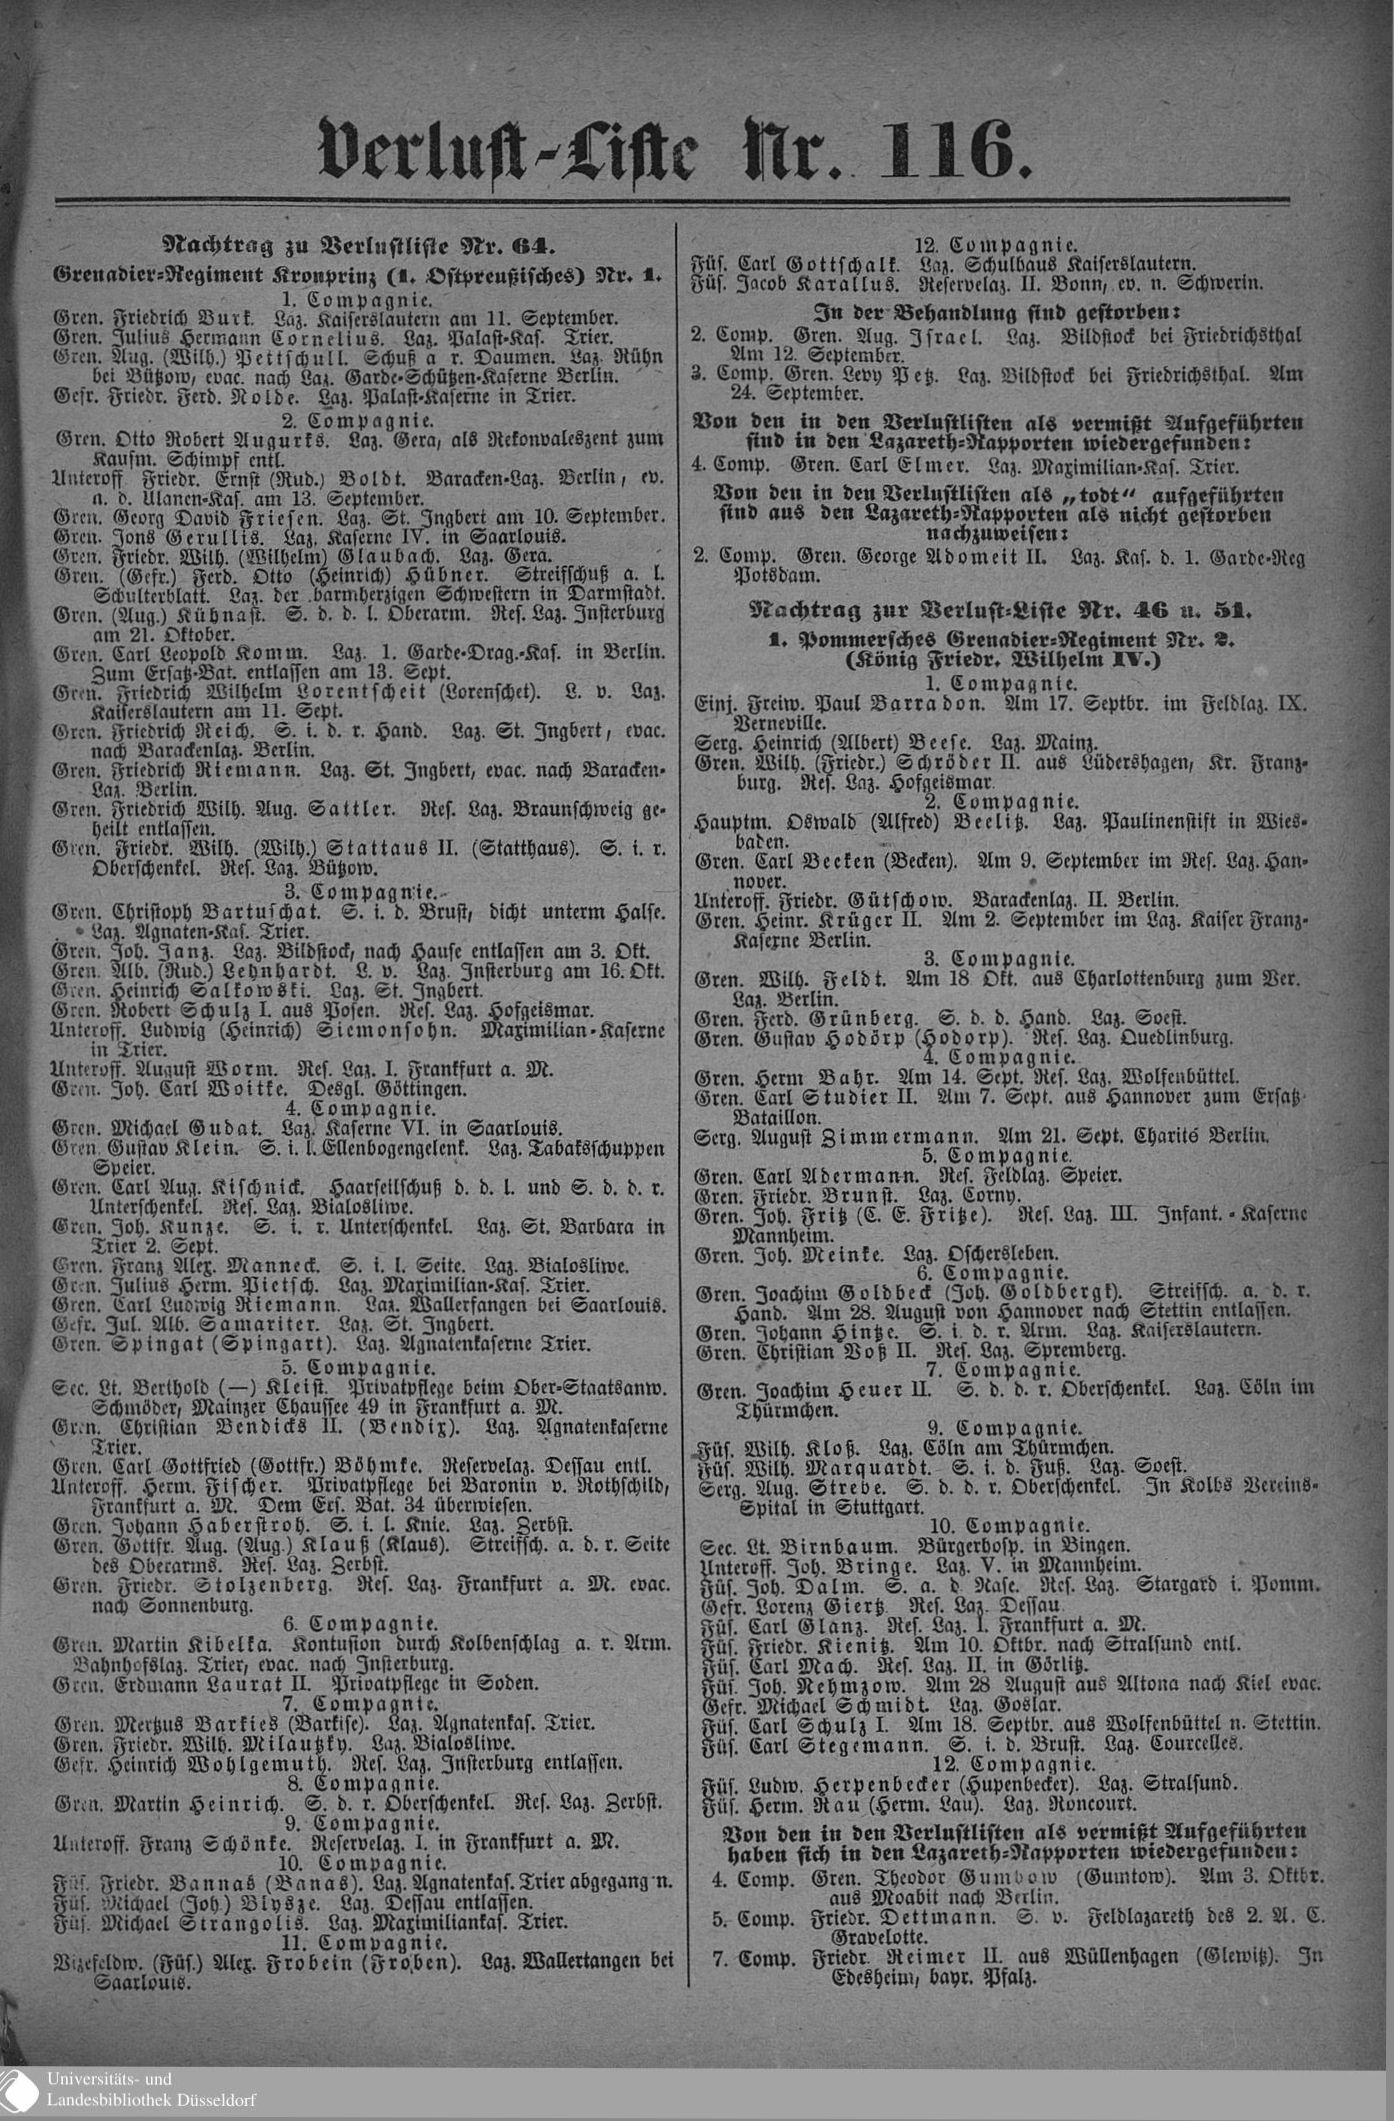 Verlust-Liste Nr. 116.
Nachtrag zu Verlustliste Nr. 64.
Grenadier-Regiment Kronprinz (1. Ostpreußisches) Nr. 1.
1. Compagnie.
Gren. Friedrich Burk. Laz. Kaiserslautern am 11. September.
Gren. Julius Hermann Cornelius. Laz. Palast-Kas. Trier.
Gren. Aug. (Wilh.) Pettschull. Schuß a r. Daumen. Laz. Rühn
bei Bützow, evac. nach Laz. Garde-Schützen-Kaserne Berlin.
Gefr. Friedr. Ferd. Nolde. Laz. Palast-Kaserne in Trier.
2. Compagnie.
Gren. Otto Robert Augurks. Laz. Gera, als Rekonvaleszent zum
Kaufm. Schimpf entl.
Unteroff Friedr. Ernst (Rud.) Boldt. Baracken-Laz. Berlin, ev.
a. d. Ulanen-Kas. am 13. September.
Gren. Georg David Friesen. Laz. St. Ingbert am 10. September.
Gren. Jons Gerullis. Laz. Kaserne IV. in Saarlouis.
Gren. Friedr. Wilh. (Wilhelm) Glaubach. Laz. Gera.
Gren. (Gefr.) Ferd. Otto (Heinrich) Hübner. Streifschuß a. l.
Schulterblatt. Laz. der barmherzigen Schwestern in Darmstadt.
Gren. (Aug.) Kühnast. S. d. d. l. Oberarm. Res. Laz. Insterburg
am 21. Oktober.
Gren. Carl Leopold Komm. Laz. 1. Garde-Drag.-Kas. in Berlin.
Zum Ersatz-Bat. entlassen am 13. Sept.
Gren. Friedrich Wilhelm Lorentscheit (Lorenschet). L. v. Laz.
Kaiserslautern am 11. Sept.
Gren. Friedrich Reich. S. i. d. r. Hand. Laz. St. Ingbert, evac.
nach Barackenlaz. Berlin.
Gren. Friedrich Riemann. Laz. St. Ingbert, evac. nach Baracken-
Laz. Berlin.
Gren. Friedrich Wilh. Aug. Sattler. Res. Laz. Braunschweig ge-
heilt entlassen.
Gren. Friedr. Wilh. (Wilh.) Stattaus II. (Statthaus). S. i. r.
Oberschenkel. Res. Laz. Bützow.
3. Compagnie.
Gren. Christoph Bartuschat. S. i. d. Brust, dicht unterm Halse.
Laz. Agnaten-Kas. Trier.
Gren. Joh. Janz. Laz. Bildstock, nach Hause entlassen am 3. Okt.
Gren. Alb. (Rud.) Lehnhardt. L. v. Laz. Insterburg am 16. Okt.
Gren. Heinrich Salkowski. Laz. St. Ingbert.
Gren. Robert Schulz I. aus Posen. Res. Laz. Hofgeismar.
Unteroff. Ludwig (Heinrich) Siemonsohn. Maximilian-Kaserne
in Trier.
Unteroff. August Worm. Res. Laz. I. Frankfurt a. M.
Gren. Joh. Carl Woitke. Desgl. Göttingen.
4. Compagnie.
Gren. Michael Gudat. Laz. Kaserne VI. in Saarlouis.
Gren. Gustav Klein. S. i. l. Ellenbogengelenk. Laz. Tabaksschuppen
Speier.
Gren. Carl Aug. Kischnick. Haarseilschuß d. d. l. und S. d. d. r.
Unterschenkel. Res. Laz. Bialosliwe.
Gren. Joh. Kunze. S. i. r. Unterschenkel. Laz. St. Barbara in
Trier 2. Sept.
Gren. Franz Alex. Manneck. S. i. l. Seite. Laz. Bialosliwe.
Gren. Julius Herm. Pietsch. Laz. Maximilian-Kas. Trier.
Gren. Carl Ludwig Riemann. Laz. Wallerfangen bei Saarlouis.
Gefr. Jul. Alb. Samariter. Laz. St. Ingbert.
Gren. Spingat (Spingart). Laz. Agnatenkaserne Trier.
5. Compagnie.
Sec. Lt. Berthold (—) Kleist. Privatpflege beim Ober-Staatsanw.
Schmöder, Mainzer Chaussee 49 in Frankfurt a. M.
Gren. Christian Bendicks II. (Bendix). Laz. Agnatenkaserne
Trier.
Gren. Carl Gottfried (Gottfr.) Böhmke. Reservelaz. Dessau entl.
Unteroff. Herm. Fischer. Privatpflege bei Baronin v. Rothschild,
Frankfurt a. M. Dem Ers. Bat. 34 überwiesen.
Gren. Johann Haberstroh. S. i. l. Knie. Laz. Zerbst.
Gren. Gottfr. Aug. (Aug.) Klauß (Klaus). Streifsch. a. d. r. Seite
des Oberarms. Res. Laz. Zerbst.
Gren. Friedr. Stolzenberg. Res. Laz. Frankfurt a. M. evac.
nach Sonnenburg.
6. Compagnie.
Gren. Martin Kibelka. Kontusion durch Kolbenschlag a. r. Arm.
Bahnhofslaz. Trier, evac. nach Insterburg.
Gren. Erdmann Laurat II. Privatpflege in Soden.
7. Compagnie.
Gren. Mertzus Barkies (Barkise). Laz. Agnatenkas. Trier.
Gren. Friedr. Wilh. Milautzky. Laz. Bialosliwe.
Gefr. Heinrich Wohlgemuth. Res. Laz. Insterburg entlassen.
8. Compagnie.
Gren. Martin Heinrich. S. d. r. Oberschenkel. Res. Laz. Zerbst.
9. Compagnie.
Unteroff. Franz Schönke. Reservelaz. I. in Frankfurt a. M.
10. Compagnie.
Füs. Friedr. Bannas (Banas). Laz. Agnatenkas. Trier abgegang n.
Füs. Michael (Joh.) Blysze. Laz. Dessau entlassen.
Füs. Michael Strangolis. Laz. Maximiliankas. Trier.
11. Compagnie.
Vizefeldw. (Füs.) Alex. Frobein (Froben). Laz. Wallertangen bei
Saarlouis.
12. Compagnie.
Füs. Carl Gottschalk. Laz. Schulhaus Kaiserslautern.
Füs. Jacob Karallus. Reservelaz. II. Bonn, ev. n. Schwerin.
In der Behandlung sind gestorben:
2. Comp. Gren. Aug. Israel. Laz. Bildstock bei Friedrichsthal
Am 12. September.
3. Comp. Gren. Levy Petz. Laz. Bildstock bei Friedrichsthal. Am
24. September.
Von den in den Verlustlisten als vermißt Aufgeführten
sind in den Lazareth-Rapporten wiedergefunden:
4. Comp. Gren. Carl Elmer. Laz. Maximilian-Kas. Trier.
Von den in den Verlustlisten als „todt“ aufgeführten
sind aus den Lazareth-Rapporten als nicht gestorben
nachzuweisen:
2. Comp. Gren. George Adomeit II. Laz. Kas. d. 1. Garde-Reg
Potsdam.
Nachtrag zur Verlust-Liste Nr. 46 u. 51.
1. Pommersches Grenadier-Regiment Nr. 2.
(König Friedr. Wilhelm IV.)
1. Compagnie.
Einj. Freiw. Paul Barradon. Am 17. Septbr. im Feldlaz. IX.
Verneville.
Serg. Heinrich (Albert) Beese. Laz. Mainz.
Gren. Wilh. (Friedr.) Schröder II. aus Lüdershagen, Kr. Franz-
burg. Res. Laz. Hofgeismar.
2. Compagnie.
Hauptm. Oswald (Alfred) Beelitz. Laz. Paulinenstift in Wies-
baden.
Gren. Carl Beeken (Becken). Am 9. September im Res. Laz. Han-
nover.
Unteroff. Friedr. Gütschow. Barackenlaz. II. Berlin.
Gren. Heinr. Krüger II. Am 2. September im Laz. Kaiser Franz-
Kaserne Berlin.
3. Compagnie.
Gren. Wilh. Feldt. Am 18 Okt. aus Charlottenburg zum Ver.
Laz. Berlin.
Gren. Ferd. Grünberg. S. d. d. Hand. Laz. Soest.
Gren. Gustav Hodörp (Hodorp). Res. Laz. Quedlinburg.
4. Compagnie.
Gren. Herm Bahr. Am 14. Sept. Res. Laz. Wolfenbüttel.
Gren. Carl Studier II. Am 7. Sept. aus Hannover zum Ersatz-
Bataillon.
Serg. August Zimmermann. Am 21. Sept. Charité Berlin.
5. Compagnie.
Gren. Carl Adermann. Res. Feldlaz. Speier.
Gren. Friedr. Brunst. Laz. Corny.
Gren. Joh. Fritz (C. E. Fritze). Res. Laz. III. Infant.-Kaserne
Mannheim.
Gren. Joh. Meinke. Laz. Oschersleben.
6. Compagnie.
Gren. Joachim Goldbeck (Joh. Goldbergk). Streifsch. a. d. r.
Hand. Am 28. August von Hannover nach Stettin entlassen.
Gren. Johann Hintze. S. i. d. r. Arm. Laz. Kaiserslautern.
Gren. Christian Voß II. Res. Laz. Spremberg.
7. Compagnie.
Gren. Joachim Heuer II. S. d. d. r. Oberschenkel. Laz. Cöln im
Thürmchen.
9. Compagnie.
Füs. Wilh. Kloß. Laz. Cöln am Thürmchen.
Füs. Wilh. Marquardt. S. i. d. Fuß. Laz. Soest.
Serg. Aug. Strebe. S. d. d. r. Oberschenkel. In Kolbs Vereins-
Spital in Stuttgart.
10. Compagnie.
Sec. Lt. Birnbaum. Bürgerhosp. in Bingen.
Unteroff. Joh. Bringe. Laz. V. in Mannheim.
Füs. Joh. Dalm. S. a. d. Nase. Res. Laz. Stargard i. Pomm.
Gefr. Lorenz Giertz. Res. Laz. Dessau
Füs. Carl Glanz. Res. Laz. I. Frankfurt a. M.
Füs. Friedr. Kienitz. Am 10. Oktbr. nach Stralsund entl.
Füs. Carl Mach. Res. Laz. II. in Görlitz.
Füs. Joh. Rehmzow. Am 28 August aus Altona nach Kiel evac.
Gefr. Michael Schmidt. Laz. Goslar.
Füs. Carl Schulz I. Am 18. Septbr. aus Wolfenbüttel n. Stettin.
Füs. Carl Stegemann. S. i. d. Brust. Laz. Courcelles.
12. Compagnie.
Füs. Ludw. Herpenbecker (Hupenbecker). Laz. Stralsund.
Füs. Herm. Rau (Herm. Lau). Laz. Roncourt.
Von den in den Verlustlisten als vermißt Aufgeführten
haben sich in den Lazareth-Rapporten wiedergefunden:
4. Comp. Gren. Theodor Gumbow (Gumtow). Am 3. Oktbr.
aus Moabit nach Berlin.
5. Comp. Friedr. Dettmann. S. v. Feldlazareth des 2. A. C.
Gravelotte.
7. Comp. Friedr. Reimer II. aus Wüllenhagen (Glewitz). In
Edesheim, bayr. Pfalz.
Universitäts- und
Landesbibliothek Düsseldorf